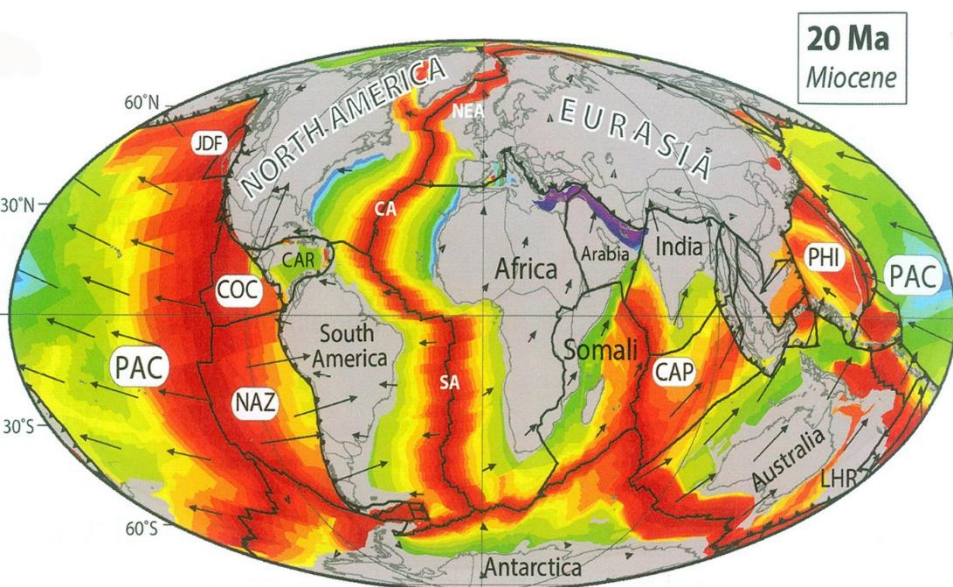 20 Ma
Miocene
60°N
30°N
30°S
60°S
NORTH AMERICA
EURASIA
NEA
JDF
CA
CAR
COC
Africa
Arabia
India
PHI
PAC
South
America
Somali
PAC
NAZ
SA
CAP
Australia
LHR
Antarctica